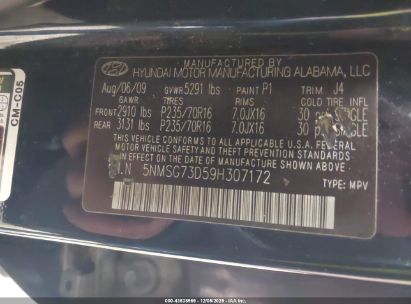 CM-C05
MANUFACTURED BY
HYUNDAI MOTOR MANUFACTURING ALABAMA, LLC
Aug/06/09 GVWR 5291 lbs PAINT P1 TRIM J4
GAWR TIRES RIMS COLD TIRE INFL
FRONT 2910 lbs P235/70R16 7.0JX16 30 SINGLE
REAR 3131 lbs P235/70R16 7.0JX16 30 SINGLE
THIS VEHICLE CONFORMS TO ALL APPLICABLE U.S.A FEDERAL
MOTOR VEHICLE SAFETY STANDARDS IN EFFECT ON THE
DATE OF MANUFACTURE SHOWN ABOVE.
5NMSG73D59H307172
TYPE: MPV